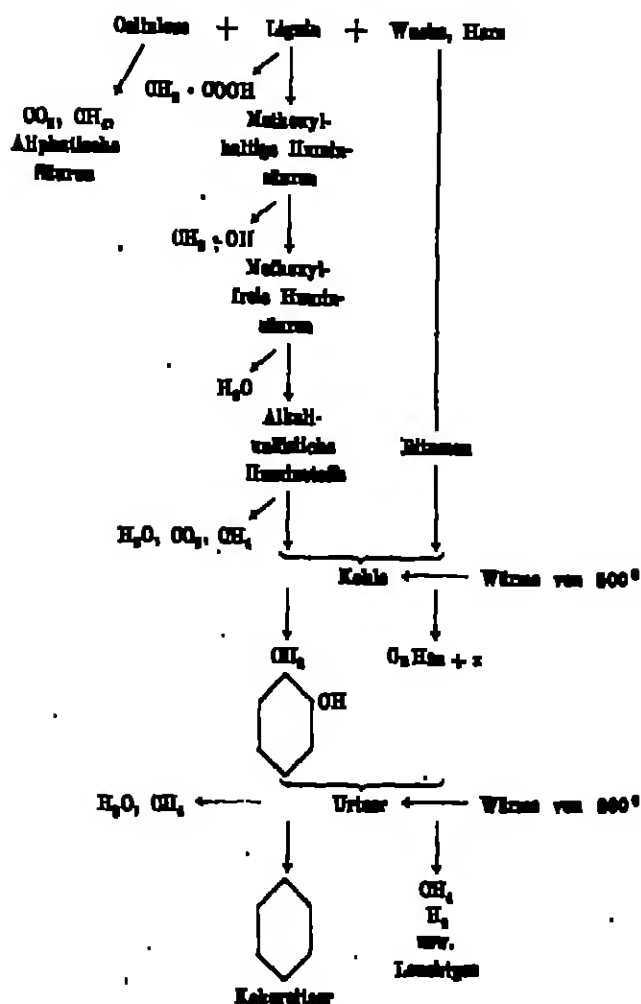 Cellulose + Lignin + Wachs, Harz
CH₃ · COOH
CO₂, CH₄,
Aliphatische
Säuren
Methoxyl-
haltige Humin-
säuren
CH₃ · OH
Methoxyl-
freie Humin-
säuren
H₂O
Alkali-
unlösliche
Huminstoffe
Bitumen
H₂O, CO₂, CH₄
Kohle ← Wärme von 500°
CH₃
CₙH₂ₙ + x
OH
H₂O, CH₄ ← Urteer ← Wärme von
CH₄
H₂
usw.
Leuchtgas
Kokereiteer